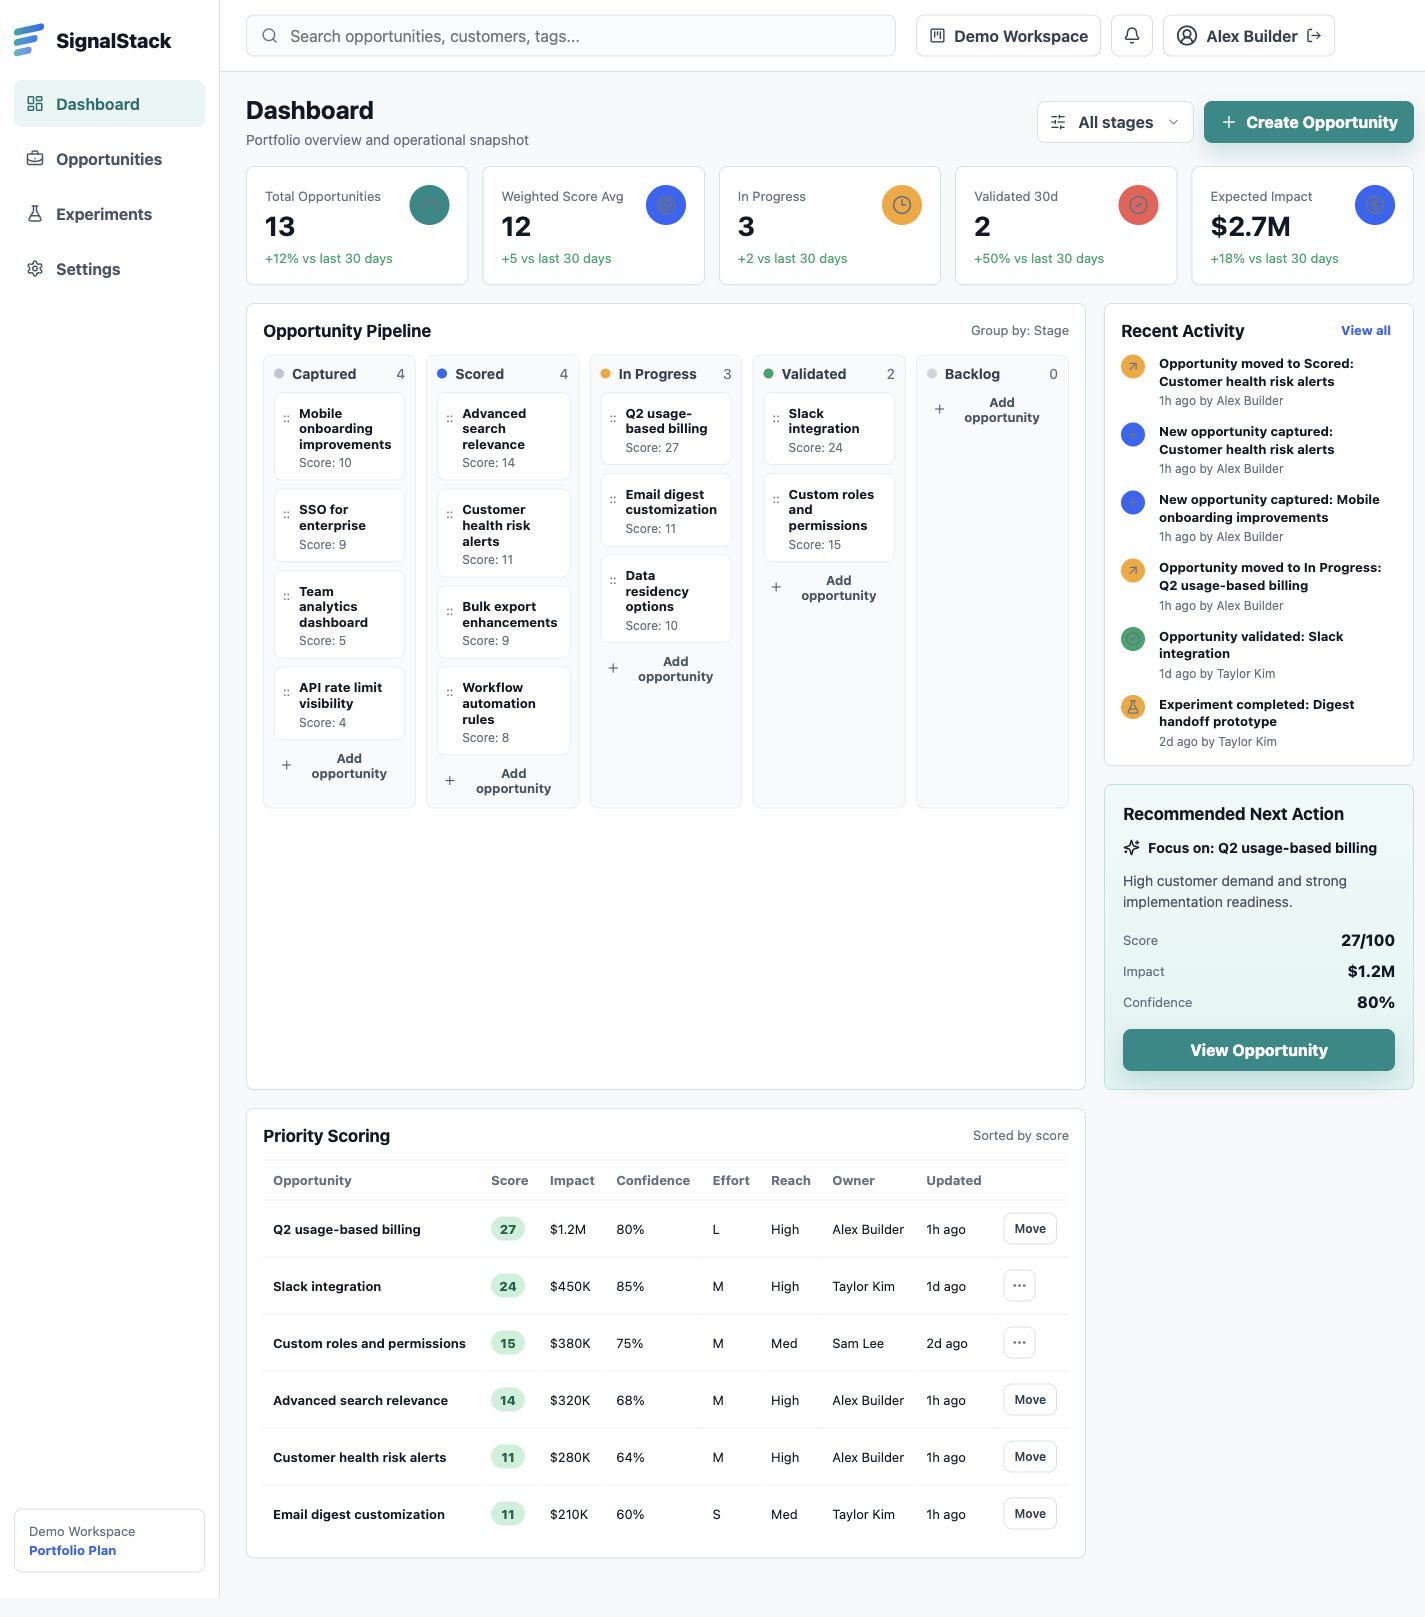 SignalStack
Search opportunities, customers, tags...
Demo Workspace
Alex Builder
Dashboard
Opportunities
Experiments
Settings
Dashboard
Portfolio overview and operational snapshot
All stages
Create Opportunity
Total Opportunities
13
+12% vs last 30 days
Weighted Score Avg
12
+5 vs last 30 days
In Progress
3
+2 vs last 30 days
Validated 30d
2
+50% vs last 30 days
Expected Impact
$2.7M
+18% vs last 30 days
Opportunity Pipeline
Group by: Stage
Captured 4
Mobile
onboarding
improvements
Score: 10
SSO for
enterprise
Score: 9
Team
analytics
dashboard
Score: 5
API rate limit
visibility
Score: 4
Add
opportunity
Scored 4
Advanced
search
relevance
Score: 14
Customer
health risk
alerts
Score: 11
Bulk export
enhancements
Score: 9
Workflow
automation
rules
Score: 8
Add
opportunity
In Progress 3
Q2 usage-
based billing
Score: 27
Email digest
customization
Score: 11
Data
residency
options
Score: 10
Add
opportunity
Validated 2
Slack
integration
Score: 24
Custom roles
and
permissions
Score: 15
Add
opportunity
Backlog 0
Add
opportunity
Recent Activity
View all
Opportunity moved to Scored:
Customer health risk alerts
1h ago by Alex Builder
New opportunity captured:
Customer health risk alerts
1h ago by Alex Builder
New opportunity captured: Mobile
onboarding improvements
1h ago by Alex Builder
Opportunity moved to In Progress:
Q2 usage-based billing
1h ago by Alex Builder
Opportunity validated: Slack
integration
1d ago by Taylor Kim
Experiment completed: Digest
handoff prototype
2d ago by Taylor Kim
Recommended Next Action
Focus on: Q2 usage-based billing
High customer demand and strong
implementation readiness.
Score 27/100
Impact $1.2M
Confidence 80%
View Opportunity
Priority Scoring
Sorted by score
Opportunity Score Impact Confidence Effort Reach Owner Updated
Q2 usage-based billing 27 $1.2M 80% L High Alex Builder 1h ago Move
Slack integration 24 $450K 85% M High Taylor Kim 1d ago ...
Custom roles and permissions 15 $380K 75% M Med Sam Lee 2d ago ...
Advanced search relevance 14 $320K 68% M High Alex Builder 1h ago Move
Customer health risk alerts 11 $280K 64% M High Alex Builder 1h ago Move
Email digest customization 11 $210K 60% S Med Taylor Kim 1h ago Move
Demo Workspace
Portfolio Plan